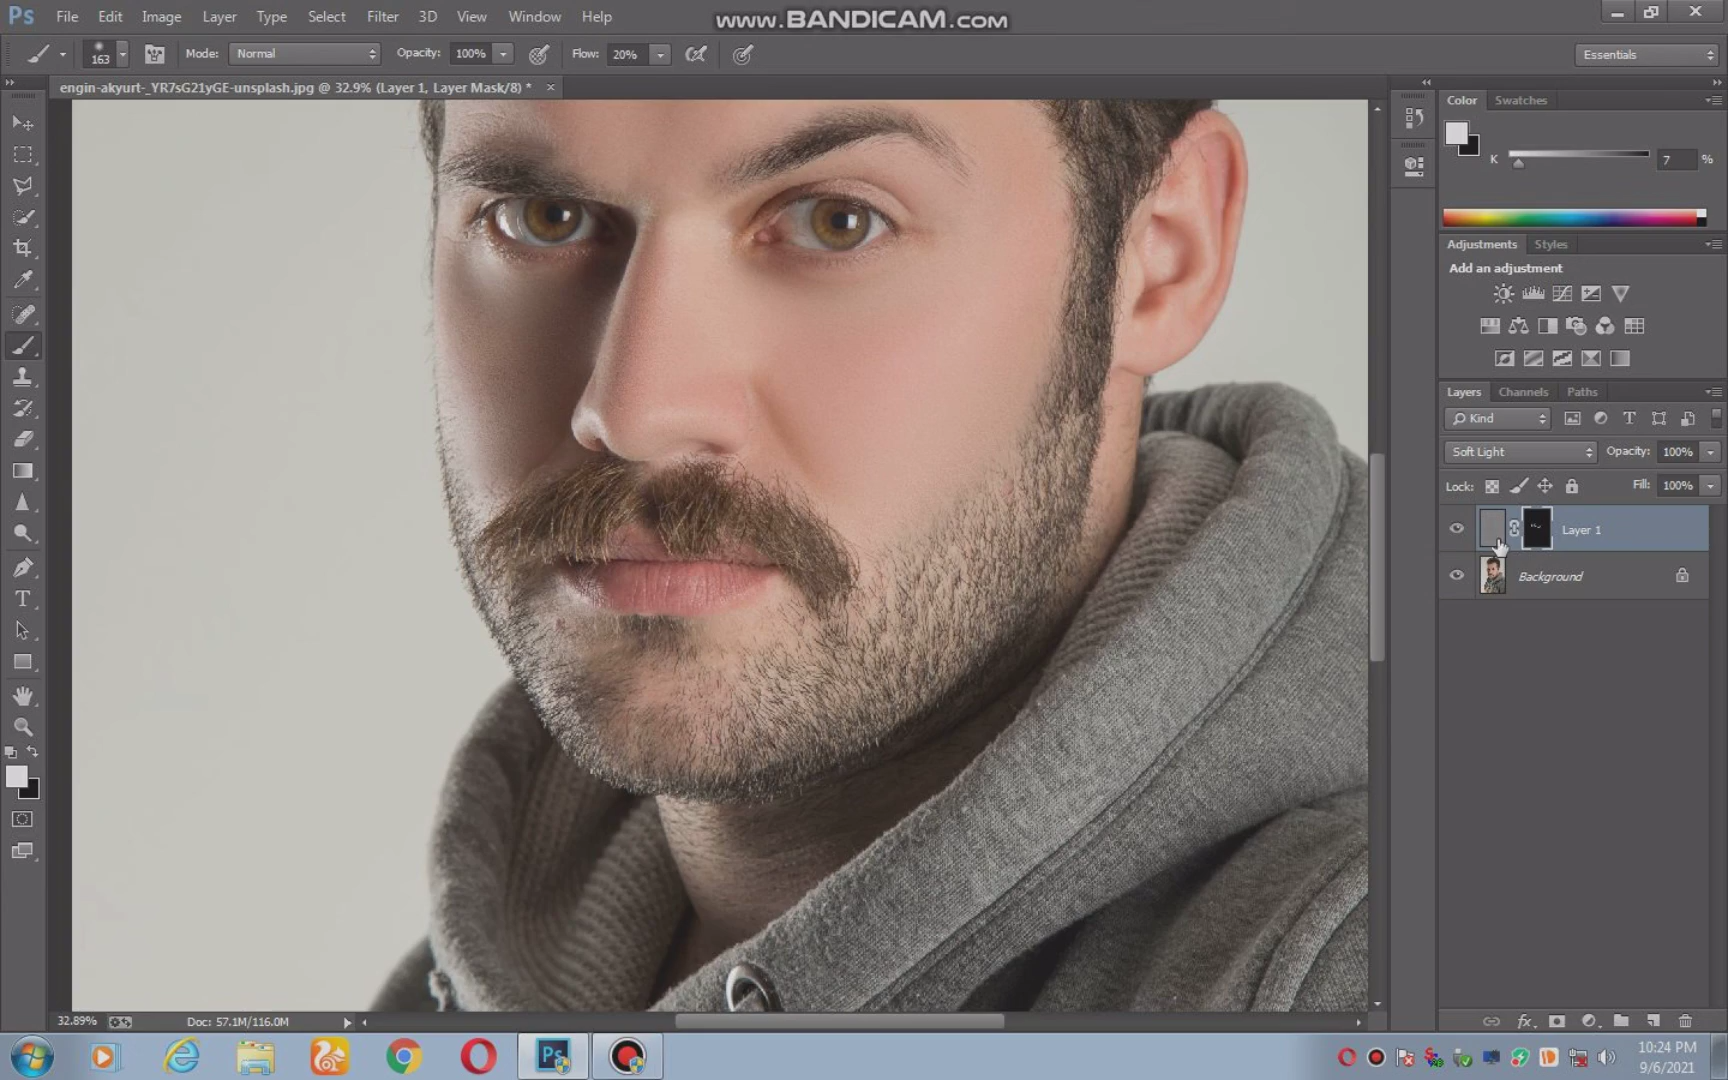 Ps File Edit Image Layer Type Select Filter 3D View Window Help
www.BANDICAM.com
163 Mode: Normal Opacity: 100% Flow: 20% Essentials
engin-akyurt-_YR7sG21yGE-unsplash.jpg @ 32.9% (Layer 1, Layer Mask/8) *
Color Swatches
K 7 %
Adjustments Styles
Add an adjustment
Layers Channels Paths
Kind
Soft Light Opacity: 100%
Lock: Fill: 100%
Layer 1
Background
32.89% Doc: 57.1M/116.0M
Ps
10:24 PM
9/6/2021